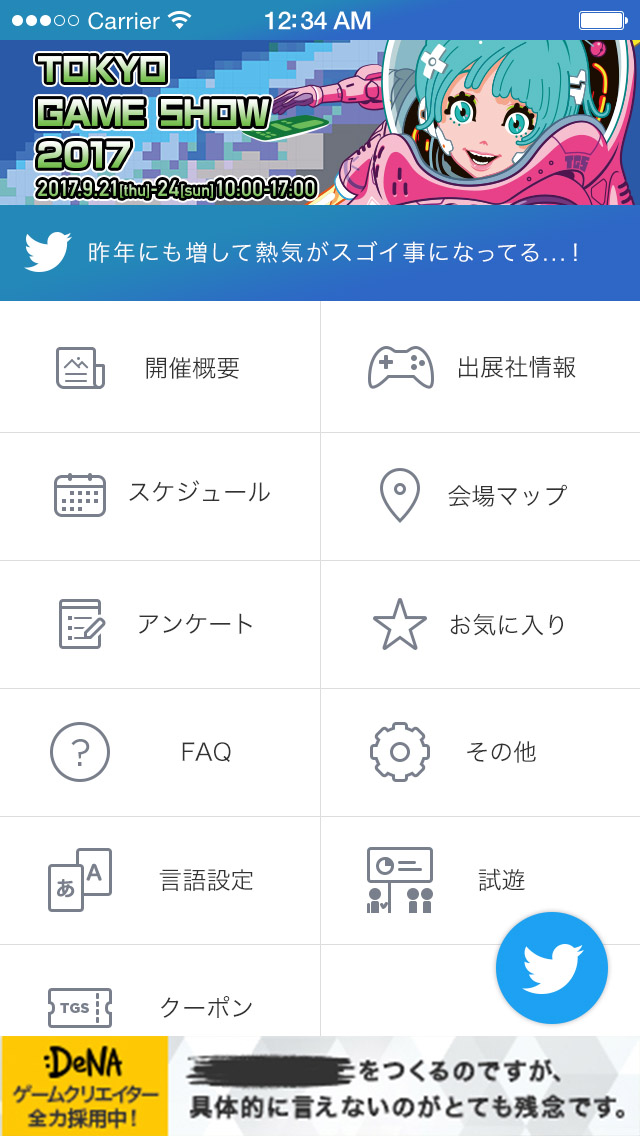 Carrier 12:34 AM
TOKYO
GAME SHOW
2017
2017.9.21[thu]-24[sun]10:00-17:00
TGS
昨年にも増して熱気がスゴイ事になってる...！
開催概要
出展社情報
スケジュール
会場マップ
アンケート
お気に入り
? FAQ
その他
あ A 言語設定
試遊
TGS クーポン
:DeNA
ゲームクリエイター
全力採用中！
をつくるのですが、
具体的に言えないのがとても残念です。